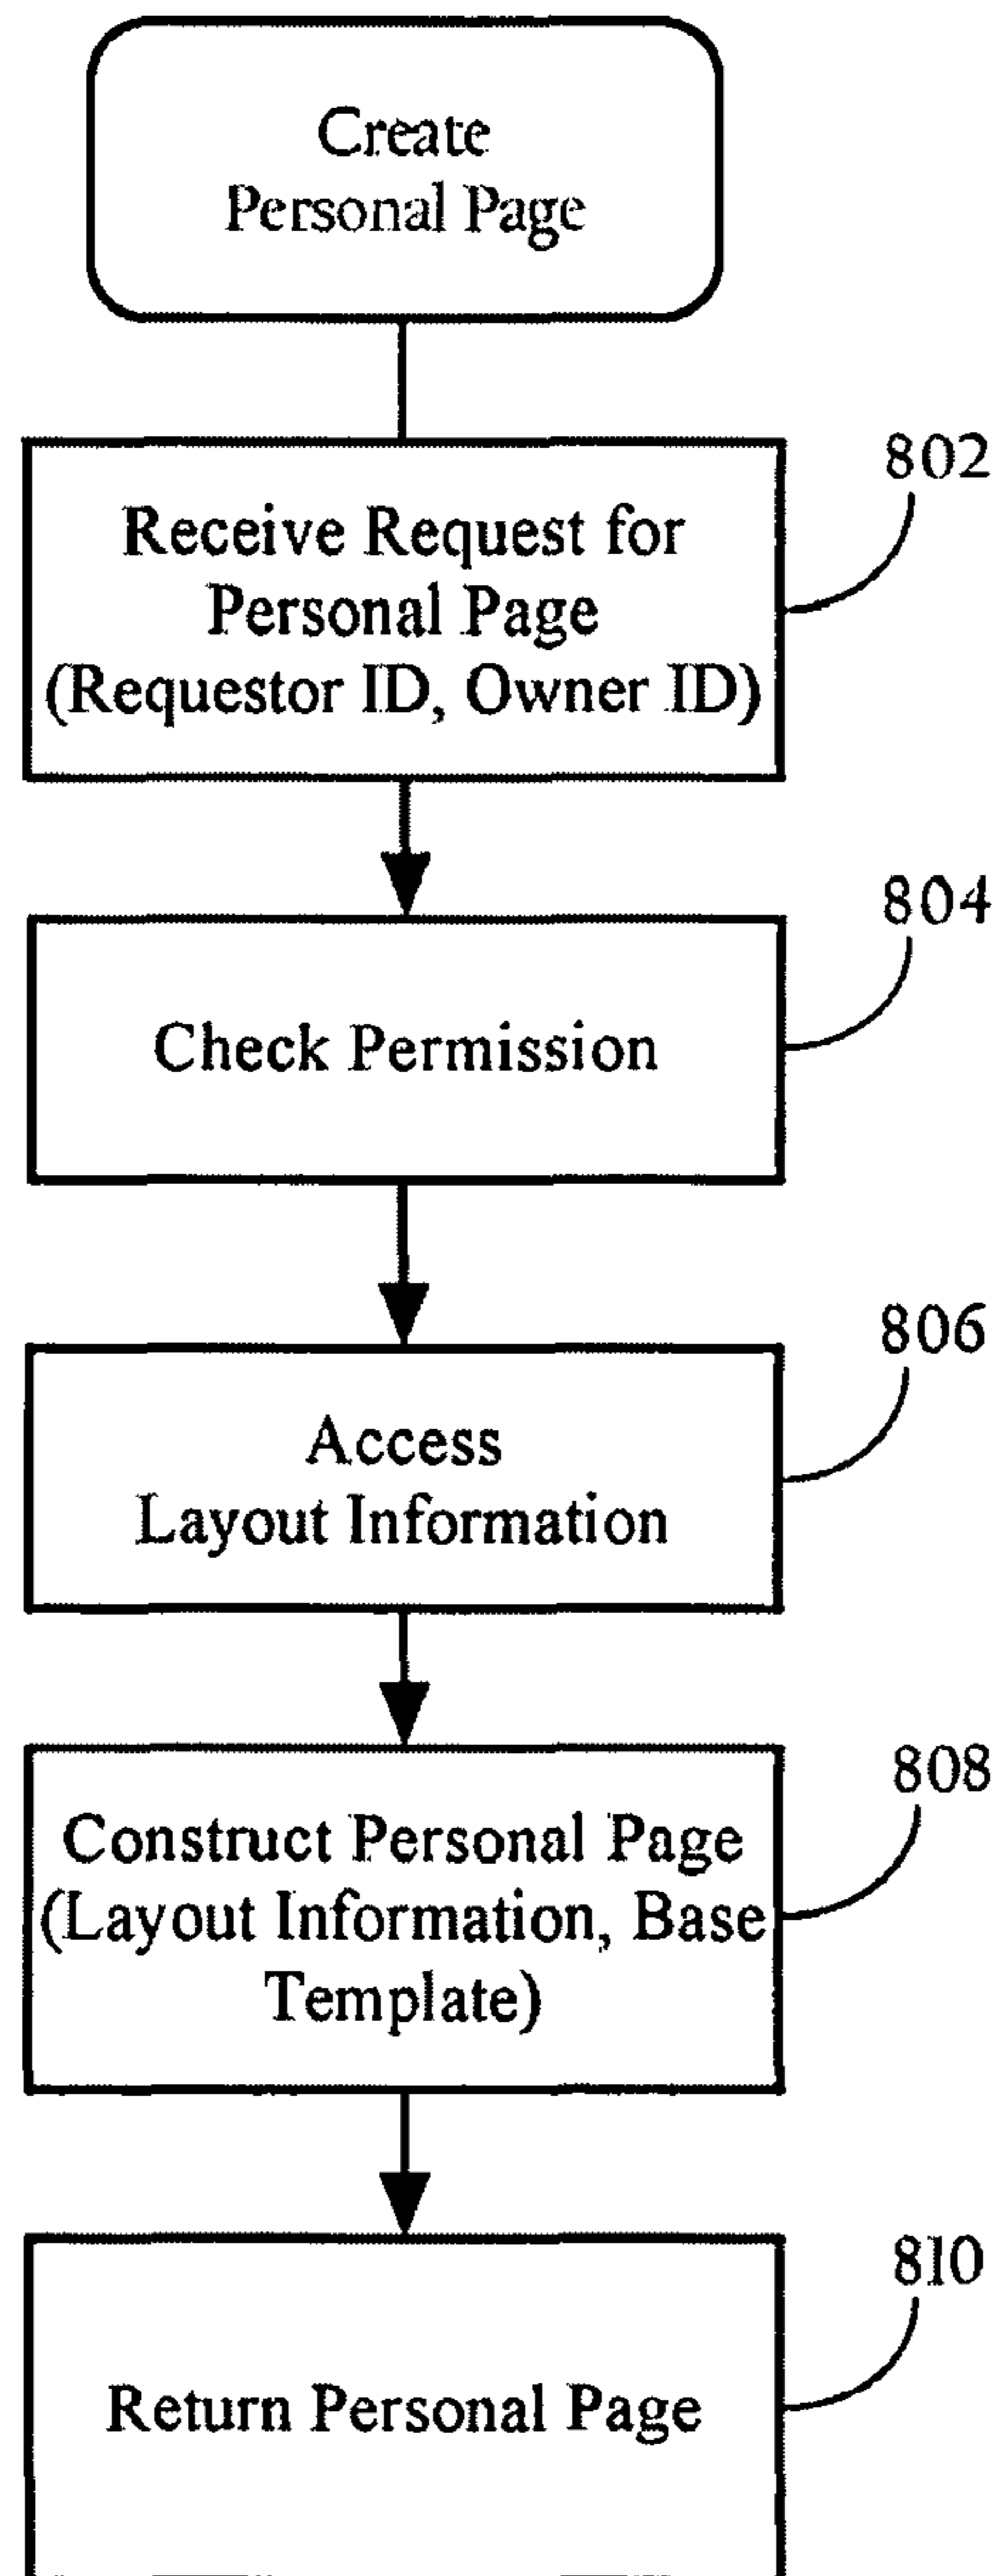 Create
Personal Page
802
Receive Request for
Personal Page
(Requestor ID, Owner ID)
804
Check Permission
806
Access
Layout Information
808
Construct Personal Page
(Layout Information, Base
Template)
810
Return Personal Page